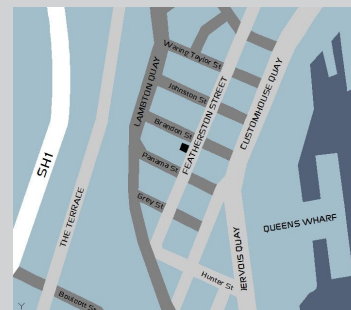 Waring Taylor St
Johnston St
LAMBTON QUAY
FEATHERSTON STREET
CUSTOMHOUSE QUAY
Brandon St
Panama St
SH1
THE TERRACE
Grey St
QUEENS WHARF
JERVOIS QUAY
Hunter St
Boulcott St